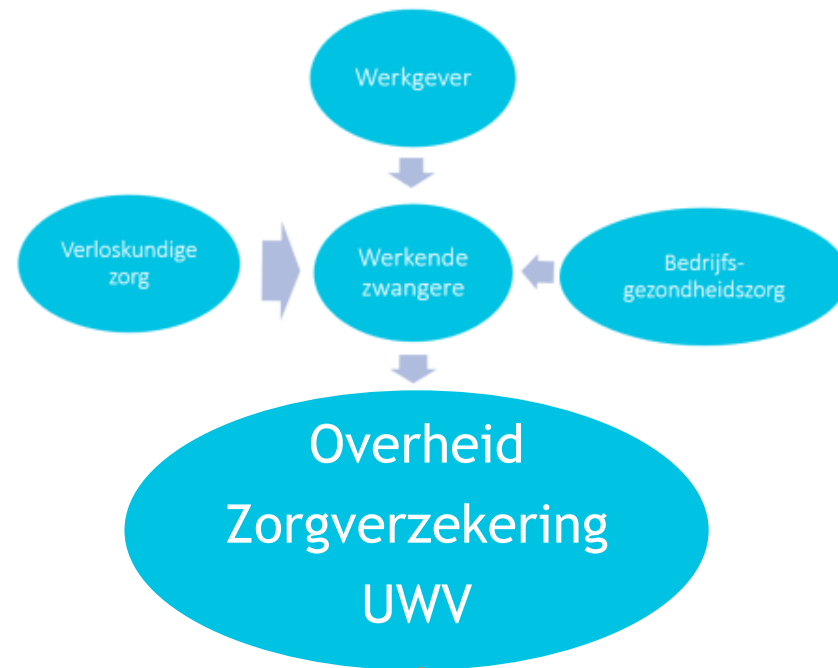 Werkgever
Verloskundige
zorg
Werkende
zwangere
Bedrijfs-
gezondheidszorg
Overheid
Zorgverzekering
UWV